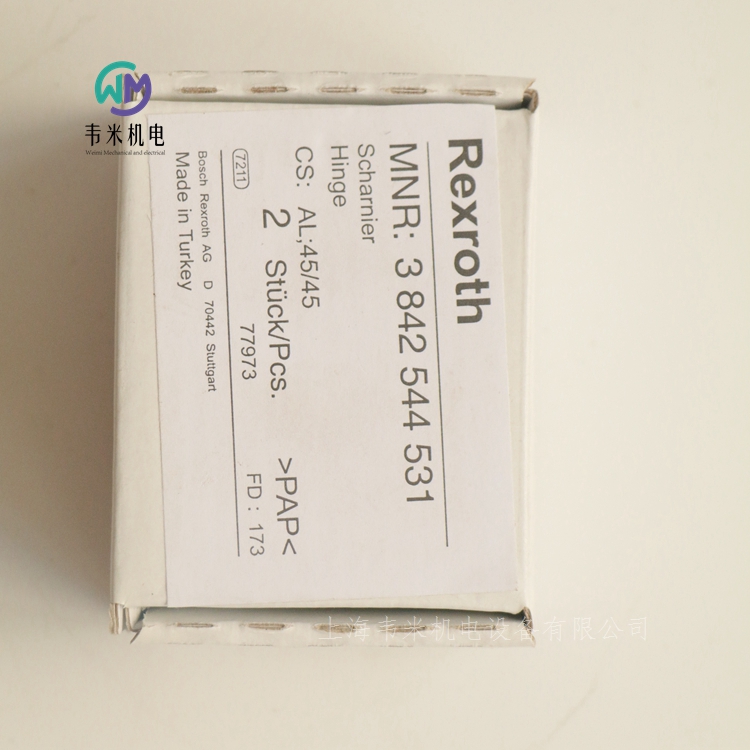 WM
韦米机电
Weimi Mechanical and electrical
Rexroth
MNR: 3 842 544 531
Scharnier
Hinge
CS: AL;45/45
2 Stück/Pcs.
>PAP<
7211
77973
FD: 173
Bosch Rexroth AG D 70442 Stuttgart
Made in Turkey
上海韦米机电设备有限公司